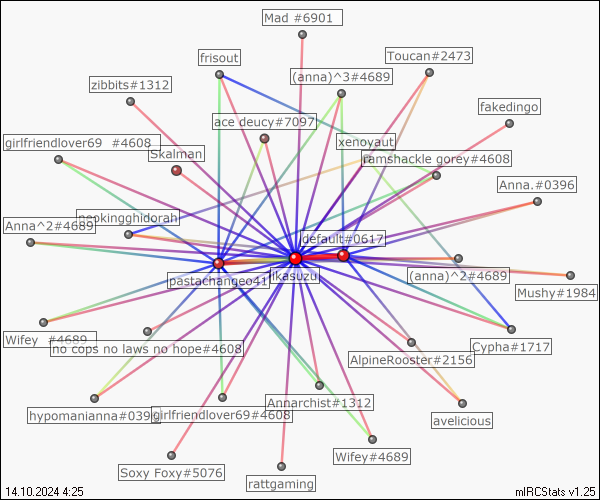 Mad #6901
frisout
Toucan#2473
(anna)^3#4689
zibbits#1312
fakedingo
ace deucy#7097
girlfriendlover69 #4608
xenoyaut
Skalman
ramshackle gorey#4608
Anna.#0396
neokingghidorah
Anna^2#4689
default#0617
pastachangeo41
likasuzu
(anna)^2#4689
Mushy#1984
Wifey #4689
no cops no laws no hope#4608
Cypha#1717
AlpineRooster#2156
hypomanianna#0396
girlfriendlover69#4608
Annarchist#1312
avelicious
Wifey#4689
Soxy Foxy#5076
rattgaming
14.10.2024 4:25
mIRCStats v1.25